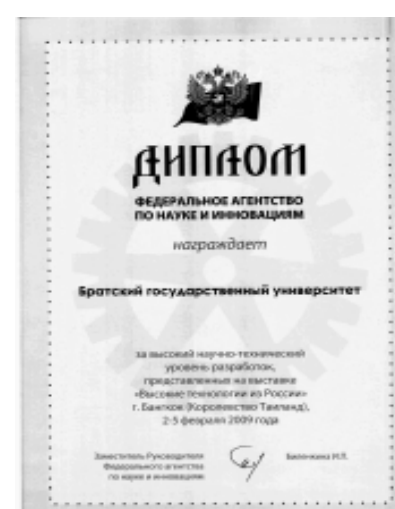 ДИПЛОМ
ФЕДЕРАЛЬНОЕ АГЕНТСТВО
ПО НАУКЕ И ИННОВАЦИЯМ
награждает
Братский государственный университет
за высокий научно-технический
уровень разработок,
представленных на выставке
«Высокие технологии из России»
г. Бангкок (Королевство Таиланд),
2-5 февраля 2009 года
Заместитель Руководителя
Федерального агентства
по науке и инновациям
Биленкина И.П.